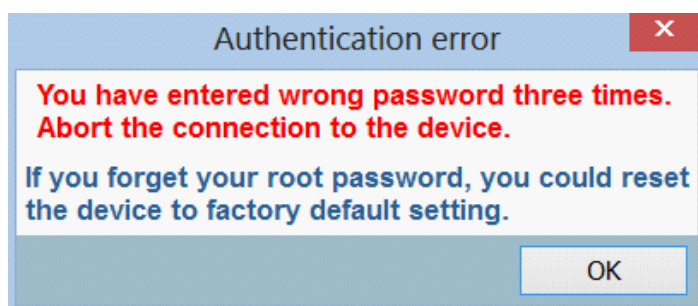 Authentication error
You have entered wrong password three times.
Abort the connection to the device.
If you forget your root password, you could reset
the device to factory default setting.
OK